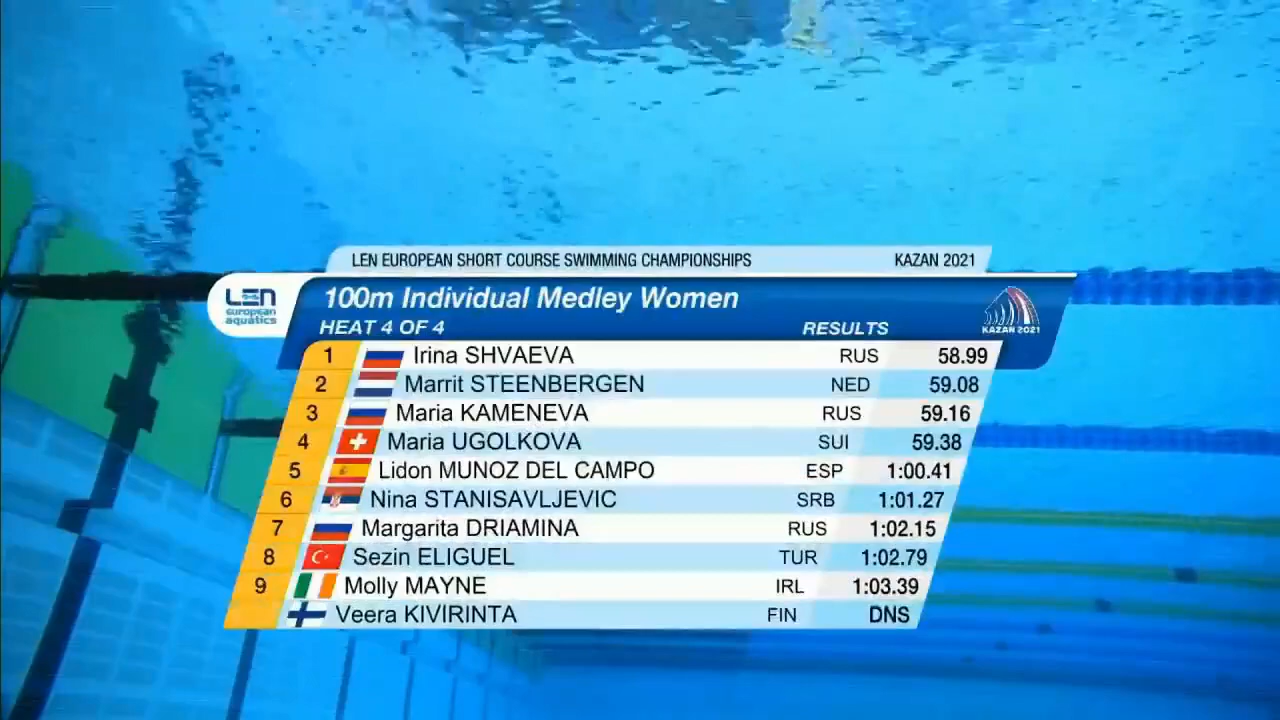 LEN EUROPEAN SHORT COURSE SWIMMING CHAMPIONSHIPS KAZAN 2021
LEN
european
aquatics
100m Individual Medley Women
HEAT 4 OF 4 RESULTS
KAZAN 2021
1 Irina SHVAEVA RUS 58.99
2 Marrit STEENBERGEN NED 59.08
3 Maria KAMENEVA RUS 59.16
4 Maria UGOLKOVA SUI 59.38
5 Lidon MUNOZ DEL CAMPO ESP 1:00.41
6 Nina STANISAVLJEVIC SRB 1:01.27
7 Margarita DRIAMINA RUS 1:02.15
8 Sezin ELIGUEL TUR 1:02.79
9 Molly MAYNE IRL 1:03.39
Veera KIVIRINTA FIN DNS